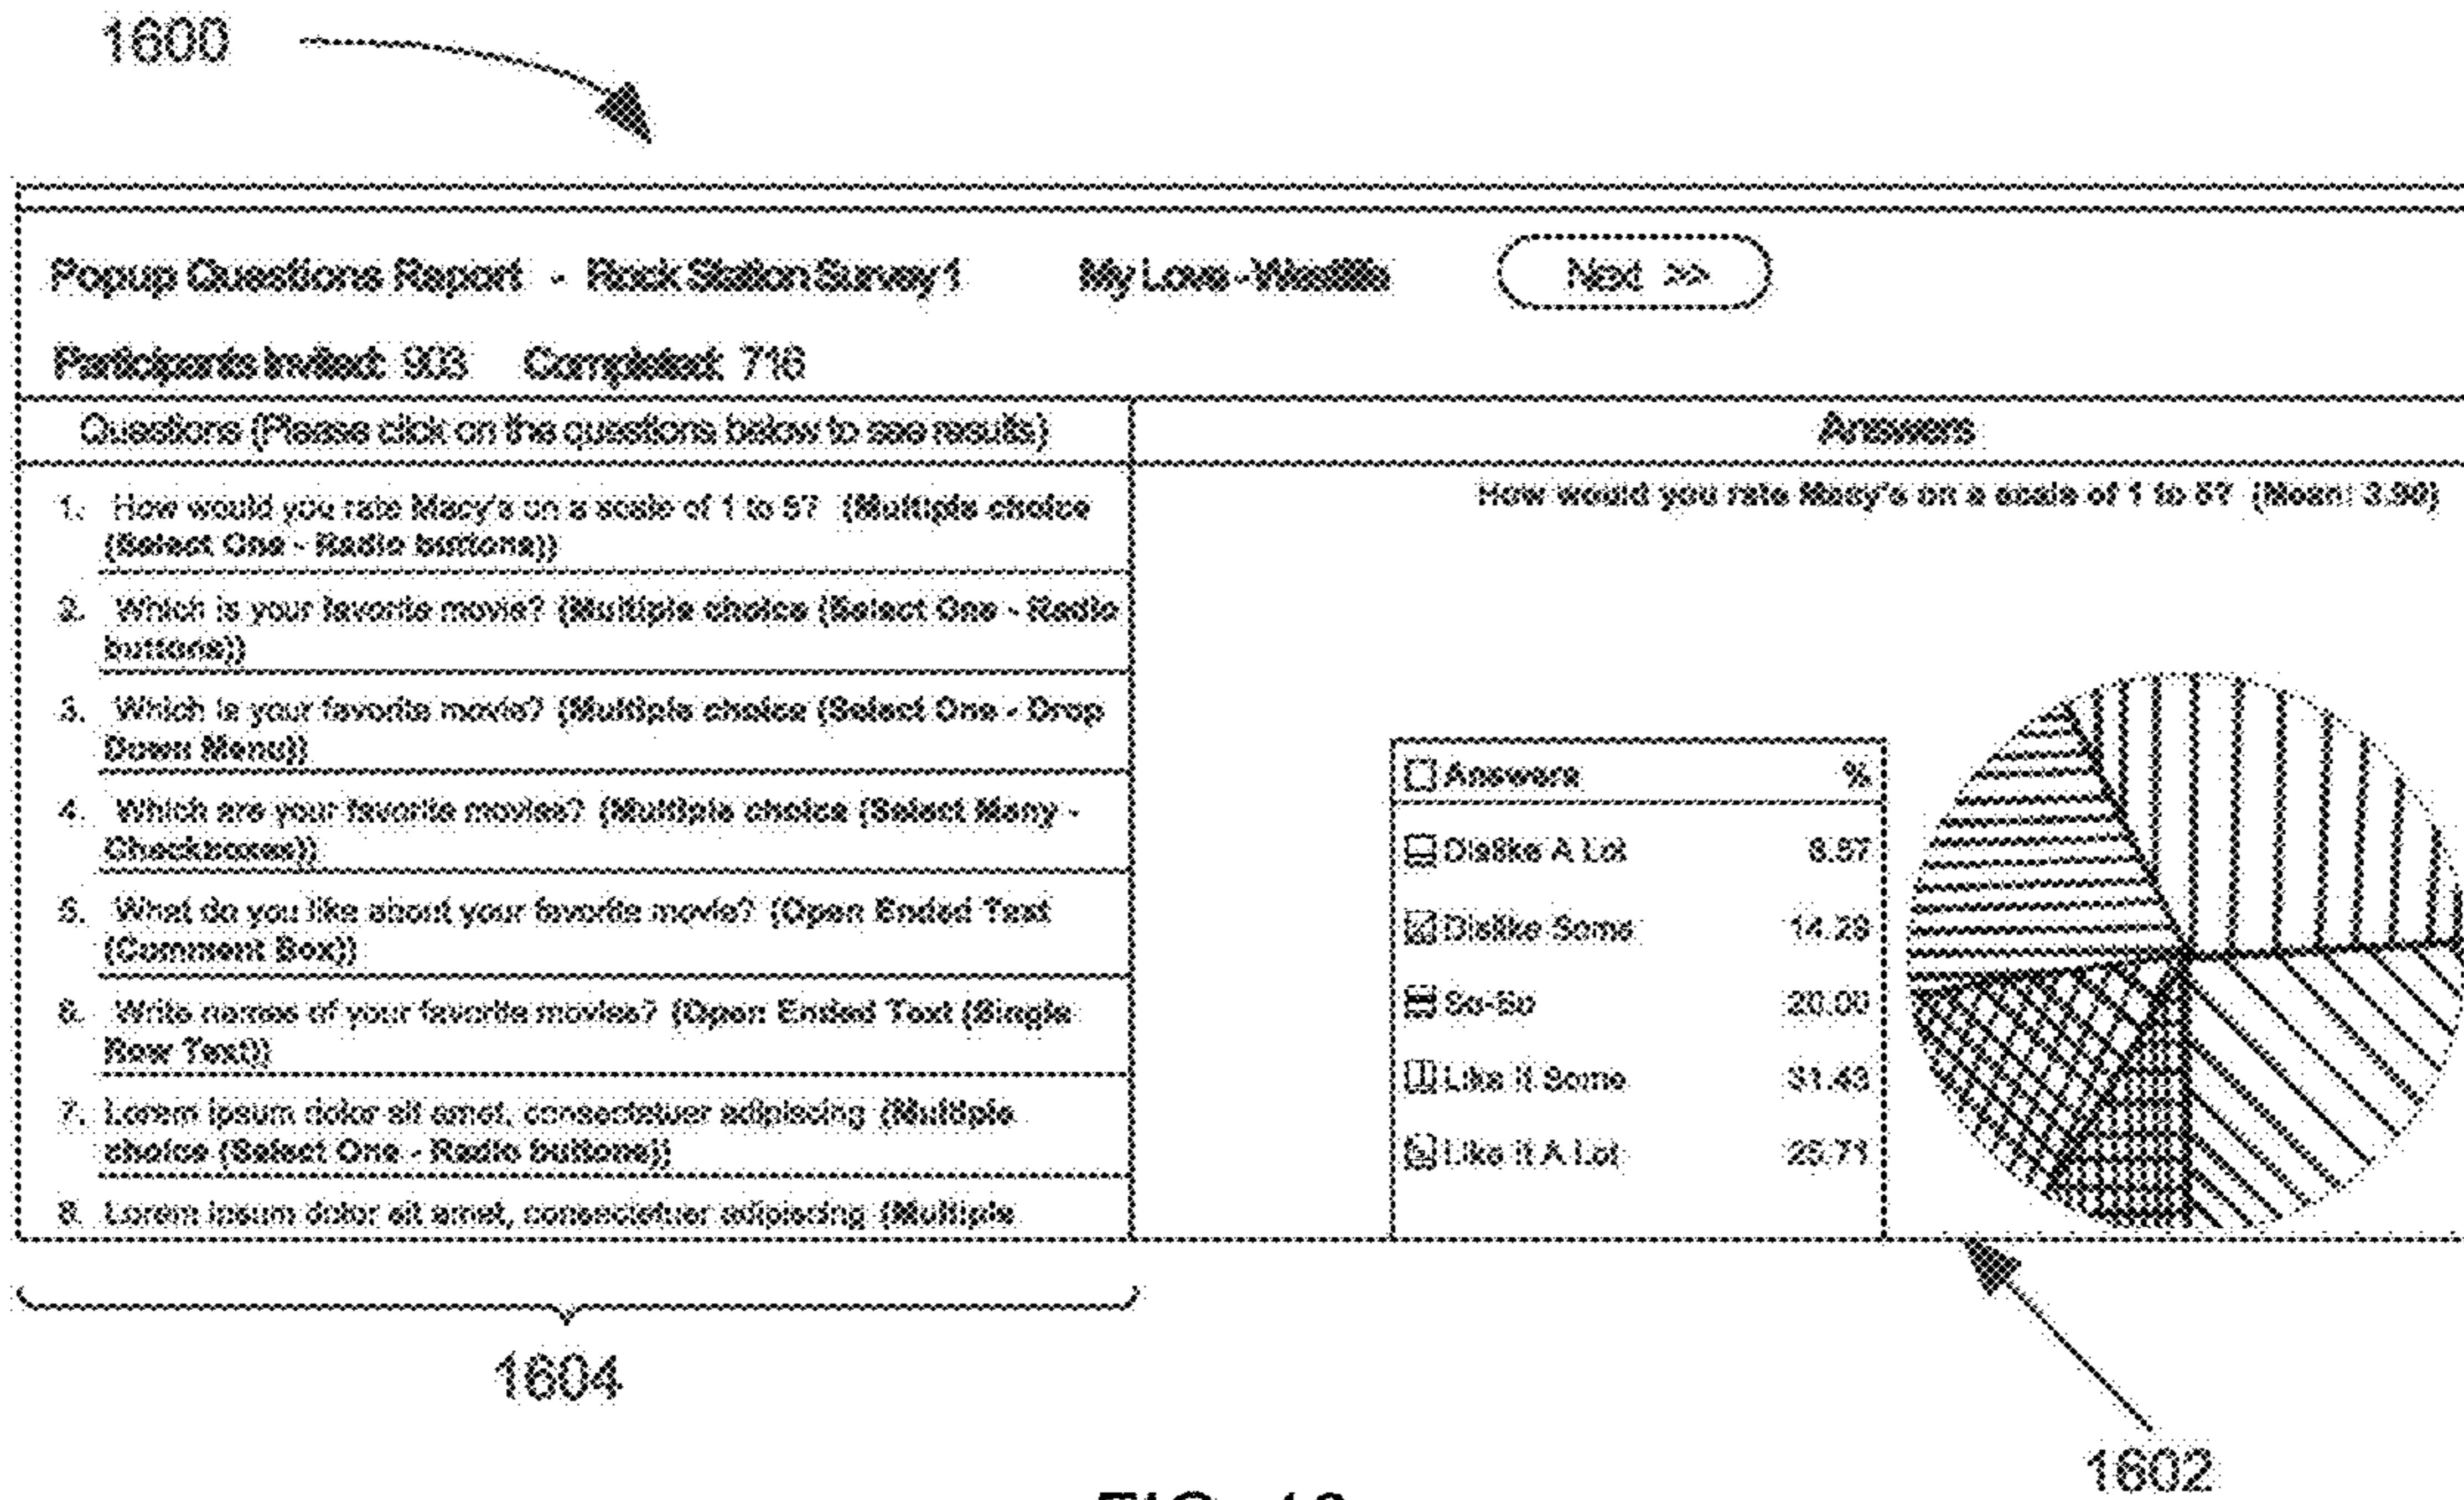 1600
Popup Questions Report - Rock Station Survey 1 My Love - Westlife Next >>
Participants Invited: 903 Completed: 716
Questions (Please click on the questions below to see results)
Answers
1. How would you rate Macy's on a scale of 1 to 5? (Multiple choice
(Select One - Radio buttons))
2. Which is your favorite movie? (Multiple choice (Select One - Radio
buttons))
3. Which is your favorite movie? (Multiple choice (Select One - Drop
Down Menu))
4. Which are your favorite movies? (Multiple choice (Select Many -
Checkboxes))
5. What do you like about your favorite movie? (Open Ended Text
(Comment Box))
6. Write names of your favorite movies? (Open Ended Text (Single
Row Text))
7. Lorem ipsum dolor sit amet, consectetuer adipiscing (Multiple
choice (Select One - Radio buttons))
8. Lorem ipsum dolor sit amet, consectetuer adipiscing (Multiple
How would you rate Macy's on a scale of 1 to 5? (Mean: 3.50)
Answers %
Dislike A Lot 8.57
Dislike Some 14.29
So-So 20.00
Like it Some 31.43
Like it A Lot 25.71
1604
1602